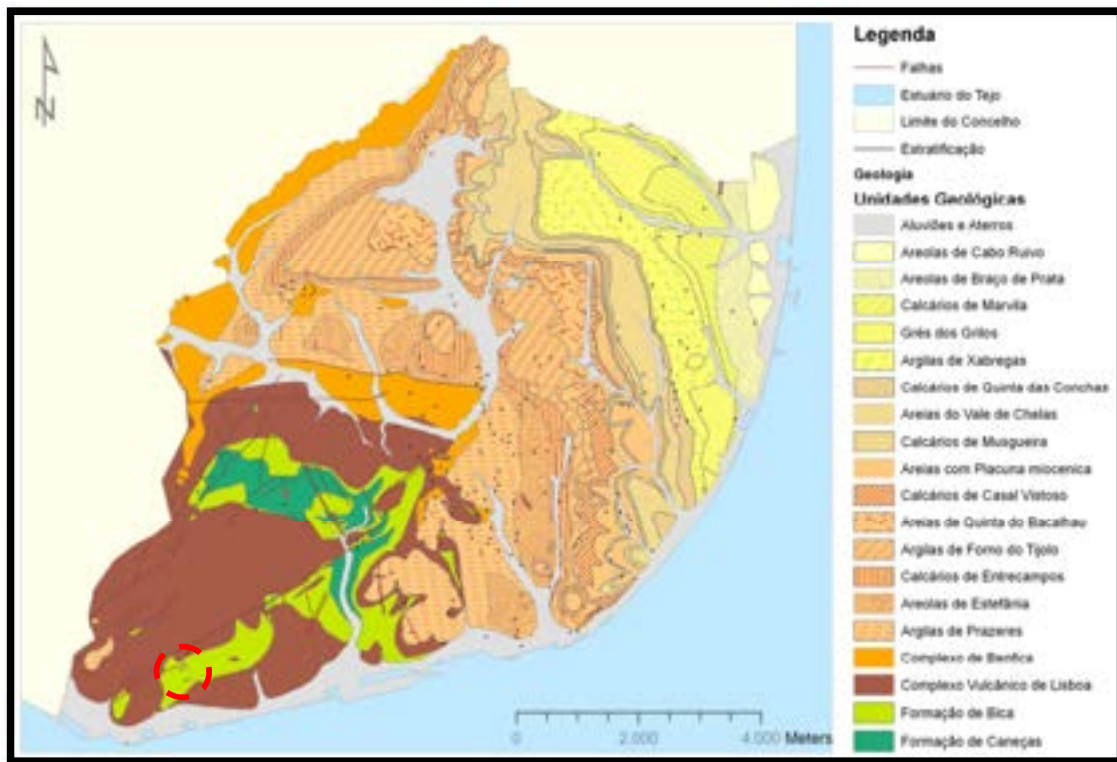 N
Legenda
Falhas
Estuário do Tejo
Limite do Concelho
Estratificação
Geologia
Unidades Geológicas
Aluviões e Aterros
Areolas de Cabo Ruivo
Areolas de Braço de Prata
Calcários de Marvila
Grés dos Grilos
Argilas de Xabregas
Calcários de Quinta das Conchas
Areias do Vale de Chelas
Calcários de Musgueira
Areias com Placuna miocenica
Calcários de Casal Vistoso
Areias de Quinta do Bacalhau
Argilas de Forno do Tijolo
Calcários de Entrecampos
Areolas de Estefânia
Argilas de Prazeres
Complexo de Benfica
Complexo Vulcânico de Lisboa
Formação de Bica
Formação de Caneças
0 2.000 4.000 Meters